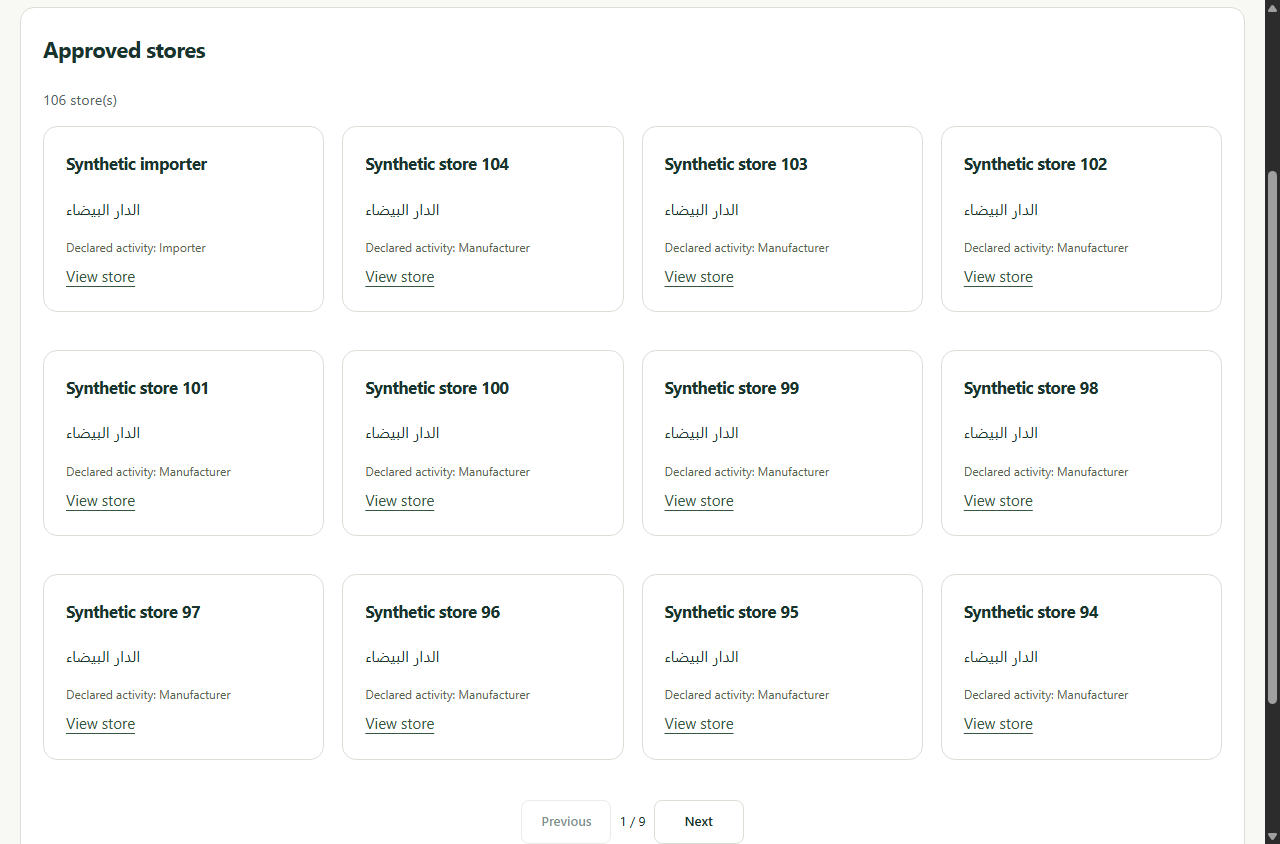 Approved stores
106 store(s)
Synthetic importer
الدار البيضاء
Declared activity: Importer
View store
Synthetic store 104
الدار البيضاء
Declared activity: Manufacturer
View store
Synthetic store 103
الدار البيضاء
Declared activity: Manufacturer
View store
Synthetic store 102
الدار البيضاء
Declared activity: Manufacturer
View store
Synthetic store 101
الدار البيضاء
Declared activity: Manufacturer
View store
Synthetic store 100
الدار البيضاء
Declared activity: Manufacturer
View store
Synthetic store 99
الدار البيضاء
Declared activity: Manufacturer
View store
Synthetic store 98
الدار البيضاء
Declared activity: Manufacturer
View store
Synthetic store 97
الدار البيضاء
Declared activity: Manufacturer
View store
Synthetic store 96
الدار البيضاء
Declared activity: Manufacturer
View store
Synthetic store 95
الدار البيضاء
Declared activity: Manufacturer
View store
Synthetic store 94
الدار البيضاء
Declared activity: Manufacturer
View store
Previous 1 / 9 Next